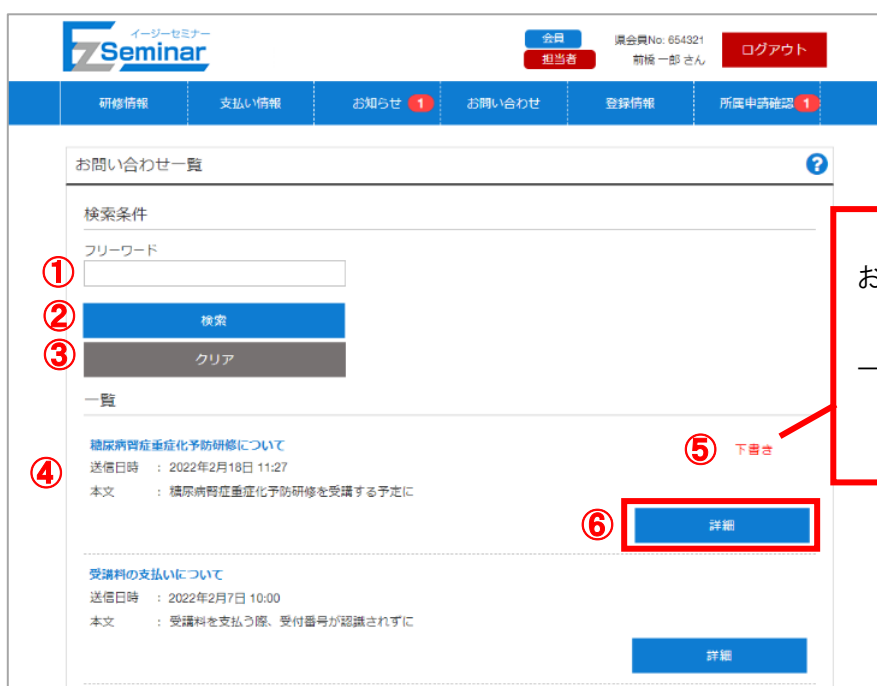 イージーセミナー
EZ Seminar
会員
担当者
県会員No: 654321
前橋 一郎 さん
ログアウト
研修情報
支払い情報
お知らせ 1
お問い合わせ
登録情報
所属申請確認 1
お問い合わせ一覧
?
検索条件
フリーワード
①
② 検索
③ クリア
一覧
糖尿病腎症重症化予防研修について
⑤ 下書き
④ 送信日時 : 2022年2月18日 11:27
本文 : 糖尿病腎症重症化予防研修を受講する予定に
⑥ 詳細
受講料の支払いについて
送信日時 : 2022年2月7日 10:00
本文 : 受講料を支払う際、受付番号が認識されずに
詳細
お
一